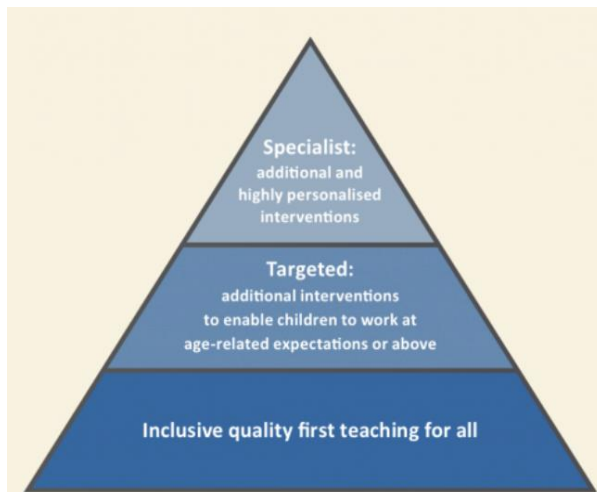 Specialist:
additional and
highly personalised
interventions
Targeted:
additional interventions
to enable children to work at
age-related expectations or above
Inclusive quality first teaching for all